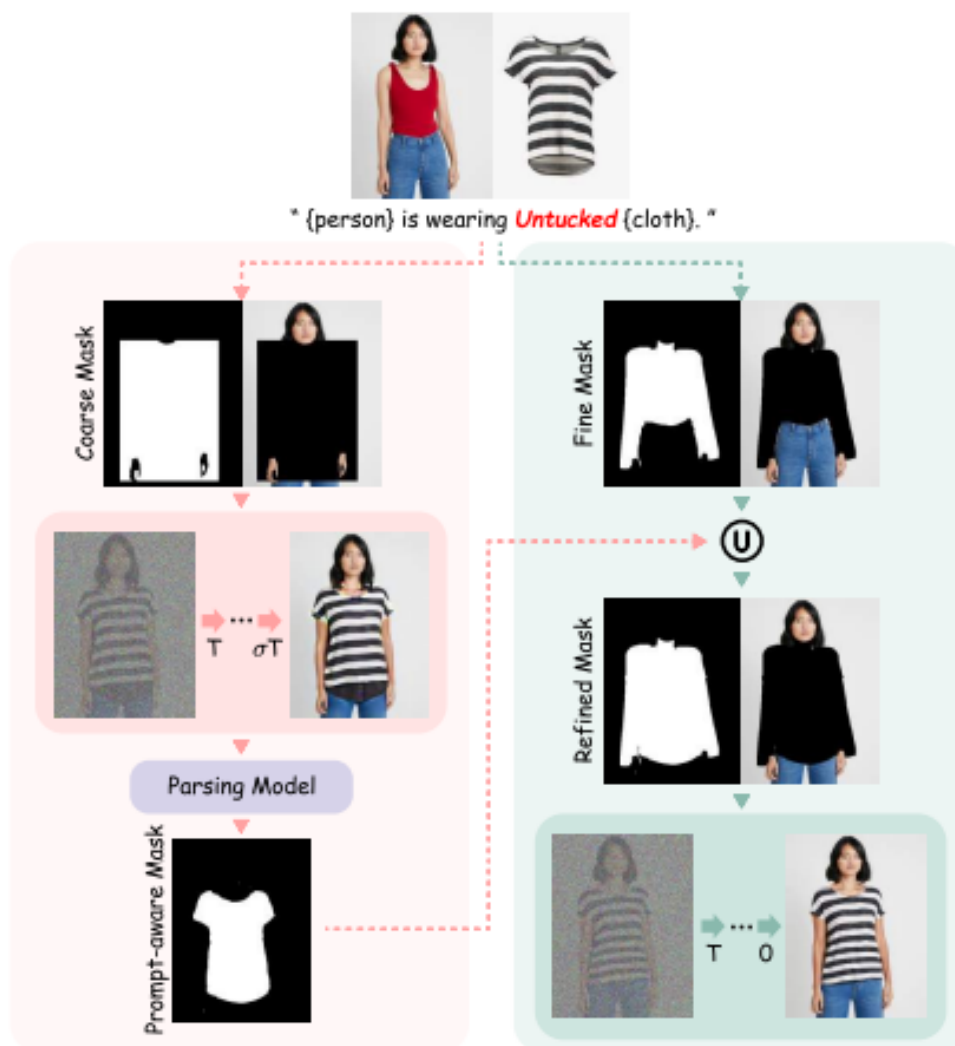 “ {person} is wearing Untucked {cloth}. ”
Coarse Mask
T ... σT
Parsing Model
Prompt-aware Mask
Fine Mask
U
Refined Mask
T ... 0